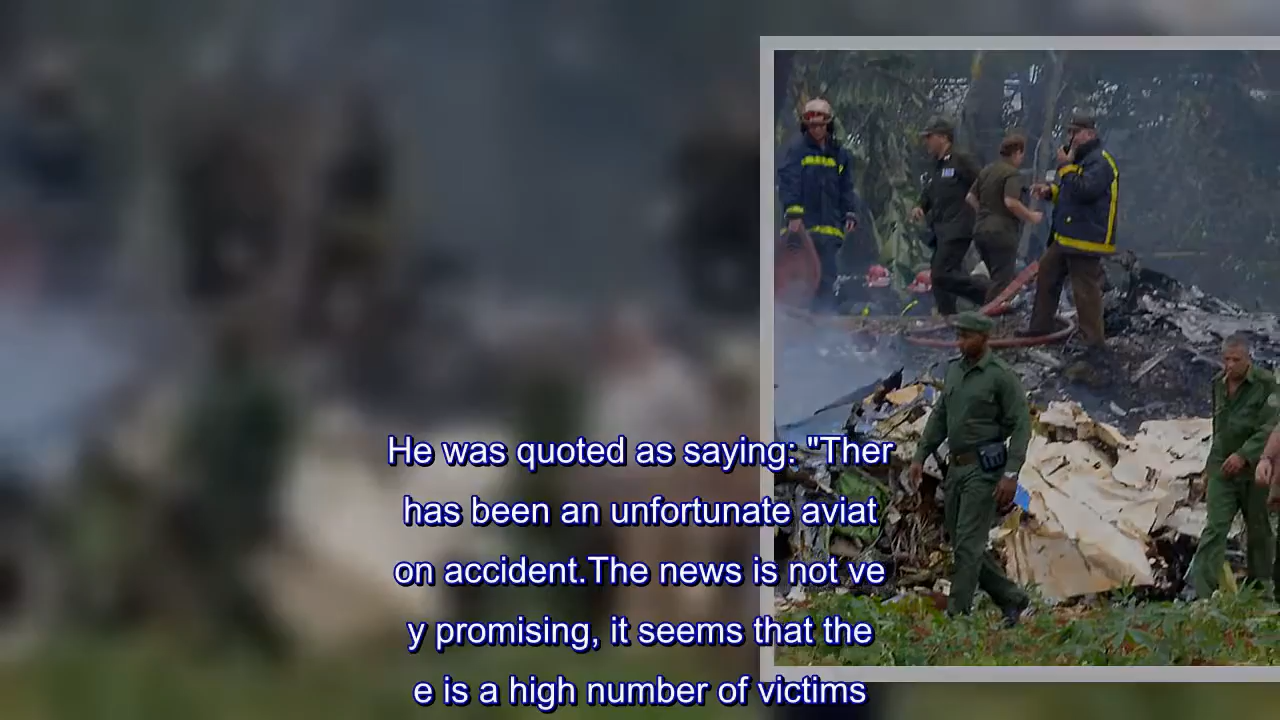 He was quoted as saying: "Ther
has been an unfortunate aviat
on accident.The news is not ve
y promising, it seems that the
e is a high number of victims